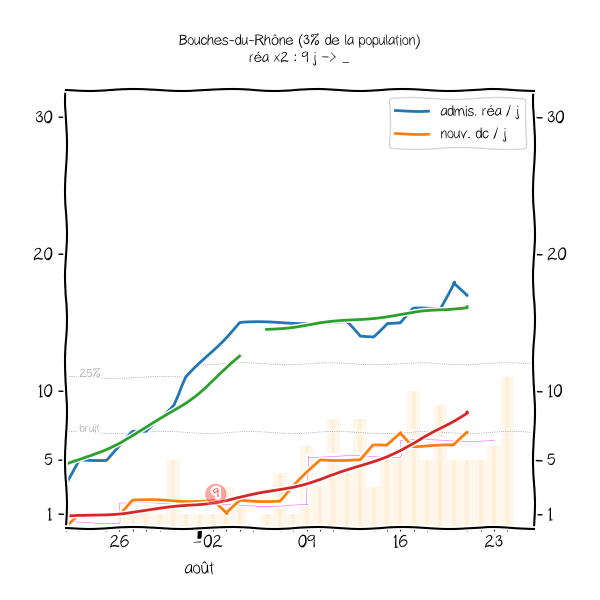 Bouches-du-Rhône (3% de la population)
réa x2 : 9 j -> _
admis. réa / j
nouv. dc / j
30
30
20
20
25%
10
10
bruit
5
5
9
1
1
26
02
09
16
23
août